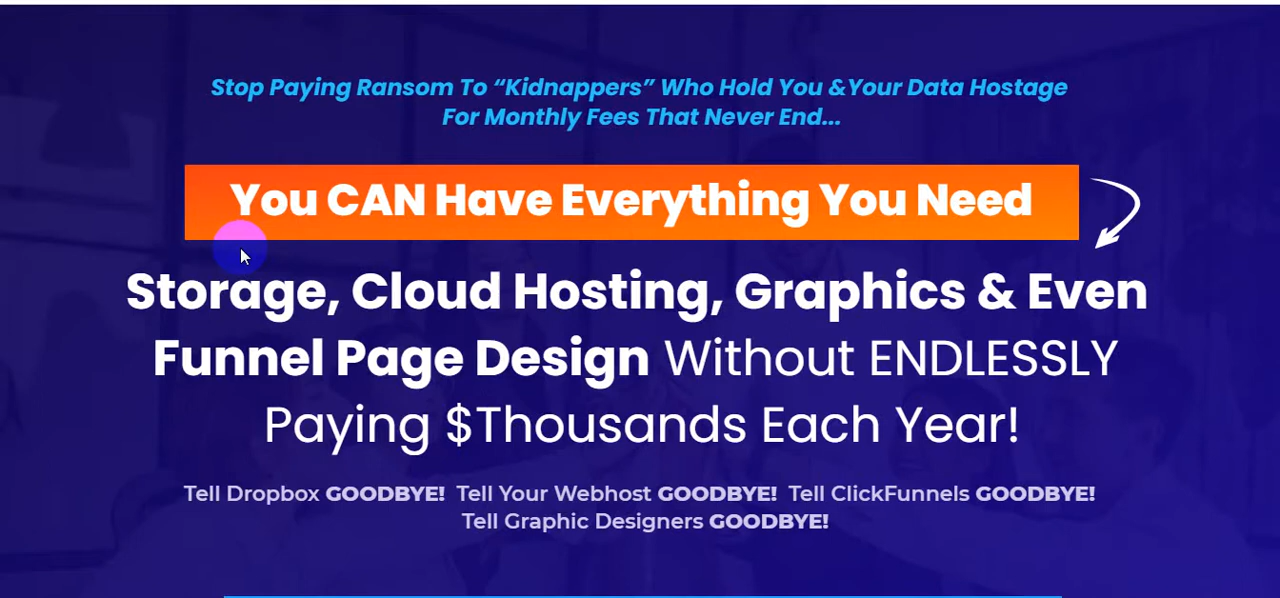 Stop Paying Ransom To “Kidnappers” Who Hold You &Your Data Hostage
For Monthly Fees That Never End...
You CAN Have Everything You Need
Storage, Cloud Hosting, Graphics & Even
Funnel Page Design Without ENDLESSLY
Paying $Thousands Each Year!
Tell Dropbox GOODBYE! Tell Your Webhost GOODBYE! Tell ClickFunnels GOODBYE!
Tell Graphic Designers GOODBYE!